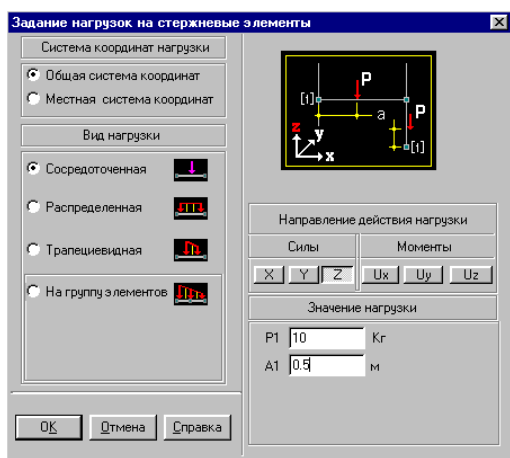 Задание нагрузок на стержневые элементы
Система координат нагрузки
Общая система координат
Местная система координат
Вид нагрузки
Сосредоточенная
Распределенная
Трапециевидная
На группу элементов
OK Отмена Справка
P
[1]
a
P
z
y
x
[1]
Направление действия нагрузки
Силы Моменты
X Y Z Ux Uy Uz
Значение нагрузки
P1 10 Кг
A1 0.5 м